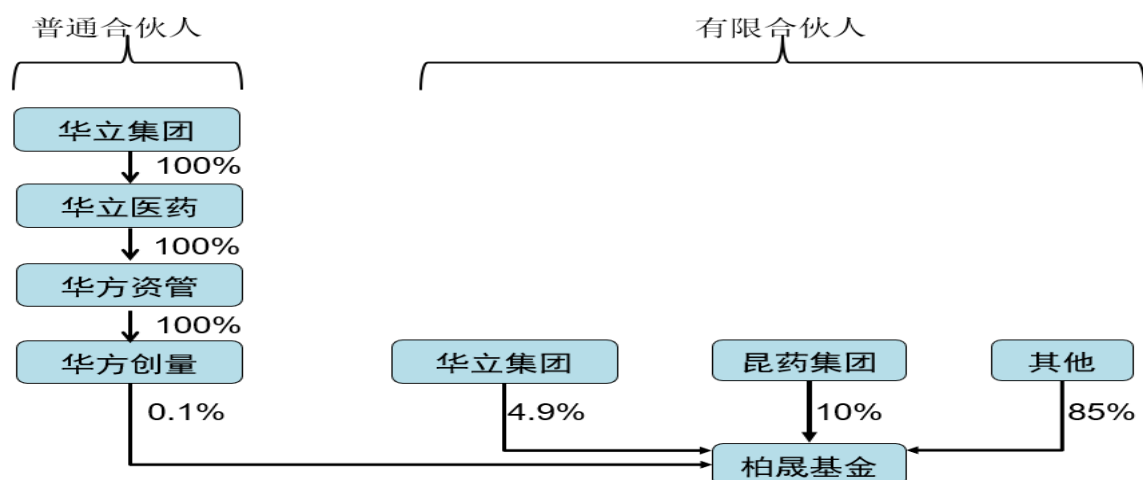 普通合伙人
有限合伙人
华立集团
100%
华立医药
100%
华方资管
100%
华方创量
华立集团
昆药集团
其他
0.1%
4.9%
10%
85%
柏晟基金